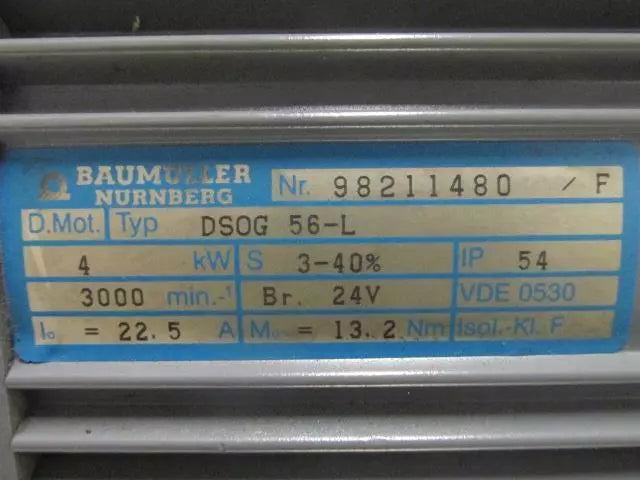 BAUMÜLLER
NÜRNBERG
Nr. 98211480 / F
D.Mot. Typ DSOG 56-L
4 kW S 3-40% IP 54
3000 min.-¹ Br. 24V VDE 0530
I₀ = 22.5 A M₀ = 13.2 Nm Isol.-Kl. F